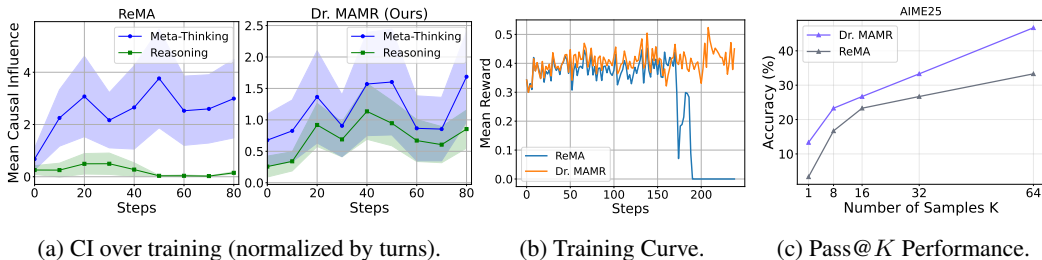 ReMA
Mean Causal Influence
4
2
0
0 20 40 60 80
Steps
Meta-Thinking
Reasoning
Dr. MAMR (Ours)
2.5
2.0
1.5
1.0
0.5
0.0
0 20 40 60 80
Steps
Meta-Thinking
Reasoning
Mean Reward
0.5
0.4
0.3
0.2
0.1
0.0
0 50 100 150 200
Steps
ReMA
Dr. MAMR
AIME25
Accuracy (%)
40
30
20
10
1 8 16 32 64
Number of Samples K
Dr. MAMR
ReMA
(a) CI over training (normalized by turns).
(b) Training Curve.
(c) Pass@K Performance.